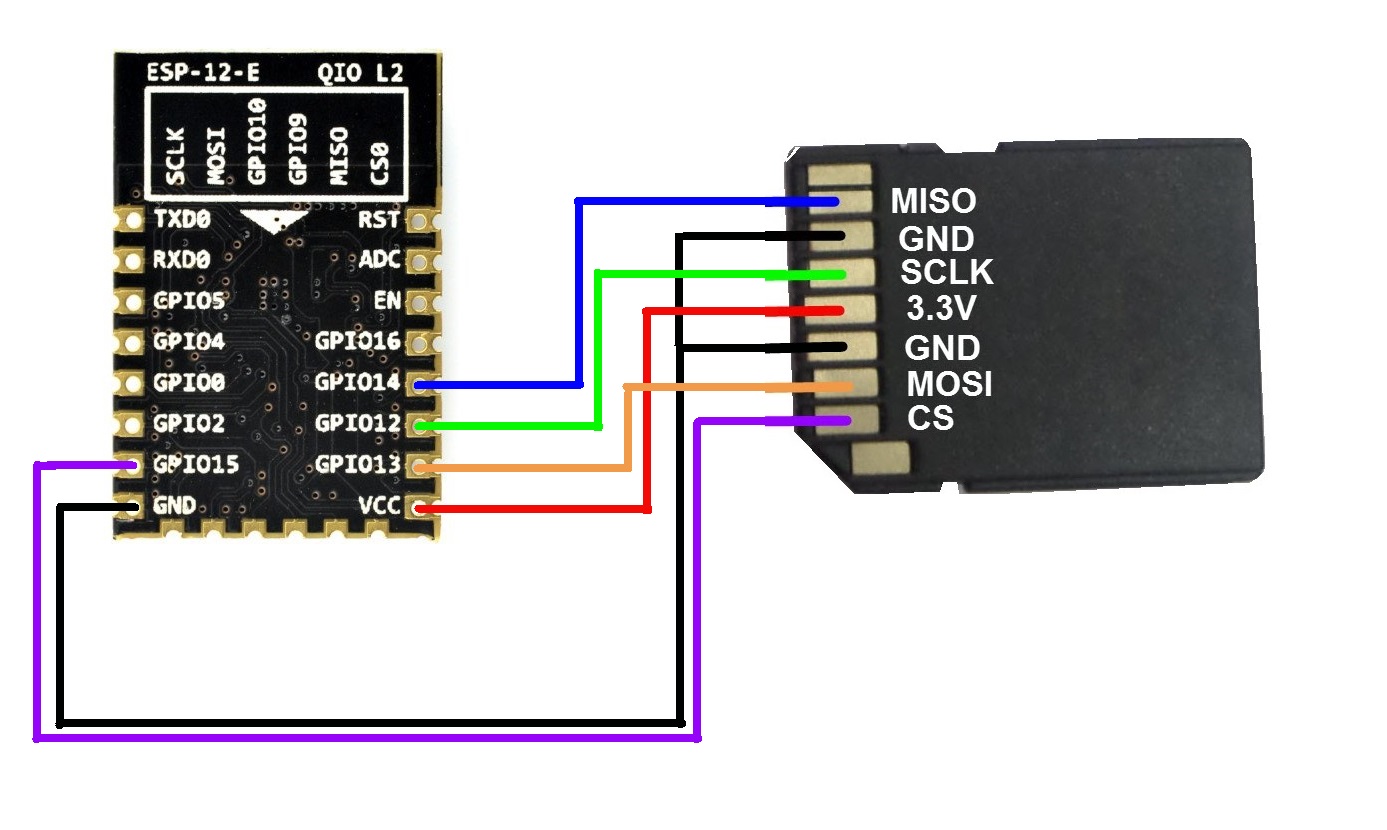 ESP-12-E QIO L2
SCLK
MOSI
GPIO10
GPIO9
MISO
CS0
TXD0 RST
RXD0 ADC
GPIO5 EN
GPIO4 GPIO16
GPIO0 GPIO14
GPIO2 GPIO12
GPIO15 GPIO13
GND VCC
MISO
GND
SCLK
3.3V
GND
MOSI
CS